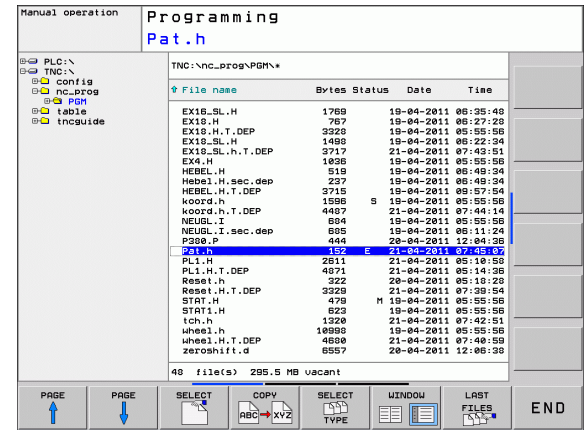 Manual operation
Programming
Pat.h
PLC:\
TNC:\
config
nc_prog
PGM
table
tncguide
TNC:\nc_prog\PGM\*
File name Bytes Status Date Time
EX16_SL.H 1769 19-04-2011 06:35:48
EX18.H 767 19-04-2011 06:27:28
EX18.H.T.DEP 3328 19-04-2011 05:55:56
EX18_SL.H 1498 19-04-2011 06:22:34
EX18_SL.h.T.DEP 3717 21-04-2011 07:43:51
EX4.H 1036 19-04-2011 05:55:56
HEBEL.H 519 19-04-2011 06:49:34
Hebel.H.sec.dep 237 19-04-2011 06:49:34
HEBEL.H.T.DEP 3715 19-04-2011 09:57:54
koord.h 1596 S 19-04-2011 05:55:56
koord.h.T.DEP 4487 21-04-2011 07:44:14
NEUGL.I 684 19-04-2011 05:55:56
NEUGL.I.sec.dep 685 19-04-2011 06:11:24
P380.P 444 20-04-2011 12:04:36
Pat.h 152 E 21-04-2011 07:45:07
PL1.H 2611 21-04-2011 05:10:58
PL1.H.T.DEP 4871 21-04-2011 05:14:36
Reset.h 322 20-04-2011 05:18:28
Reset.H.T.DEP 3329 21-04-2011 07:39:54
STAT.H 479 M 19-04-2011 05:55:56
STAT1.H 623 19-04-2011 05:55:56
tch.h 1320 21-04-2011 07:42:51
wheel.h 10998 19-04-2011 05:55:56
wheel.H.T.DEP 4680 21-04-2011 07:40:59
zeroshift.d 6557 20-04-2011 12:06:38
48 file(s) 295.5 MB vacant
PAGE
PAGE
SELECT
COPY
ABC XYZ
SELECT
TYPE
WINDOW
LAST
FILES
END